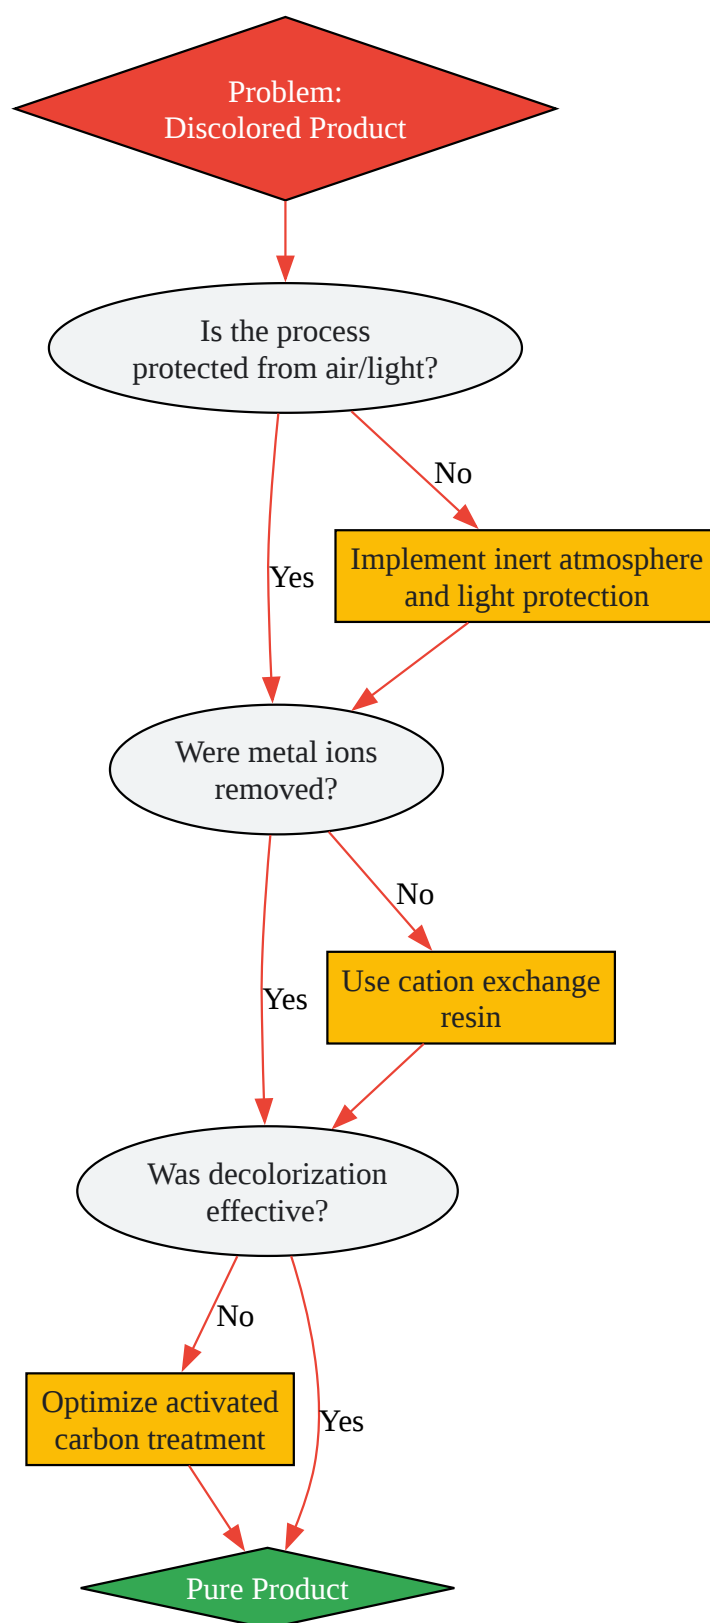 Problem:
Discolored Product
Is the process
protected from air/light?
No
Implement inert atmosphere
and light protection
Yes
Were metal ions
removed?
No
Use cation exchange
resin
Yes
Was decolorization
effective?
No
Optimize activated
carbon treatment
Yes
Pure Product